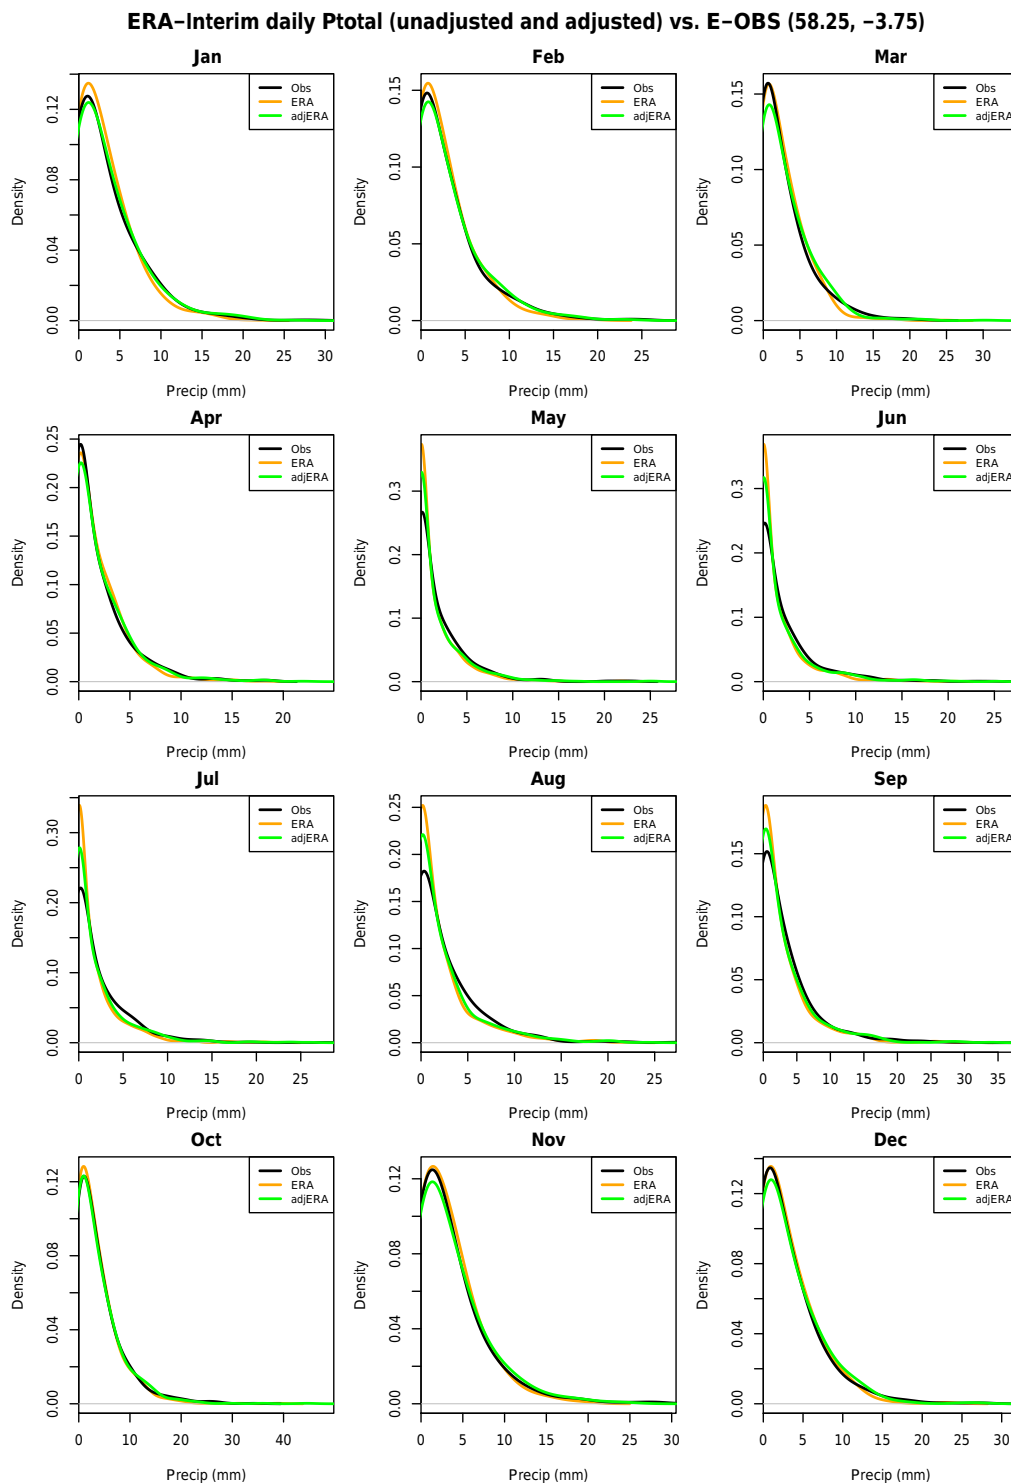 ERA−Interim daily Ptotal (unadjusted and adjusted) vs. E−OBS (58.25, −3.75)
Jan
Density
0.00 0.04 0.08 0.12
Obs
ERA
adjERA
0 5 10 15 20 25 30
Precip (mm)
Feb
Density
0.00 0.05 0.10 0.15
Obs
ERA
adjERA
0 5 10 15 20 25
Precip (mm)
Mar
Density
0.00 0.05 0.10 0.15
Obs
ERA
adjERA
0 5 10 15 20 25 30
Precip (mm)
Apr
Density
0.00 0.05 0.10 0.15 0.20 0.25
Obs
ERA
adjERA
0 5 10 15 20
Precip (mm)
May
Density
0.0 0.1 0.2 0.3
Obs
ERA
adjERA
0 5 10 15 20 25
Precip (mm)
Jun
Density
0.0 0.1 0.2 0.3
Obs
ERA
adjERA
0 5 10 15 20 25
Precip (mm)
Jul
Density
0.00 0.10 0.20 0.30
Obs
ERA
adjERA
0 5 10 15 20 25
Precip (mm)
Aug
Density
0.00 0.05 0.10 0.15 0.20 0.25
Obs
ERA
adjERA
0 5 10 15 20 25
Precip (mm)
Sep
Density
0.00 0.05 0.10 0.15
Obs
ERA
adjERA
0 5 10 15 20 25 30 35
Precip (mm)
Oct
Density
0.00 0.04 0.08 0.12
Obs
ERA
adjERA
0 10 20 30 40
Precip (mm)
Nov
Density
0.00 0.04 0.08 0.12
Obs
ERA
adjERA
0 5 10 15 20 25 30
Precip (mm)
Dec
Density
0.00 0.04 0.08 0.12
Obs
ERA
adjERA
0 5 10 15 20 25 30
Precip (mm)